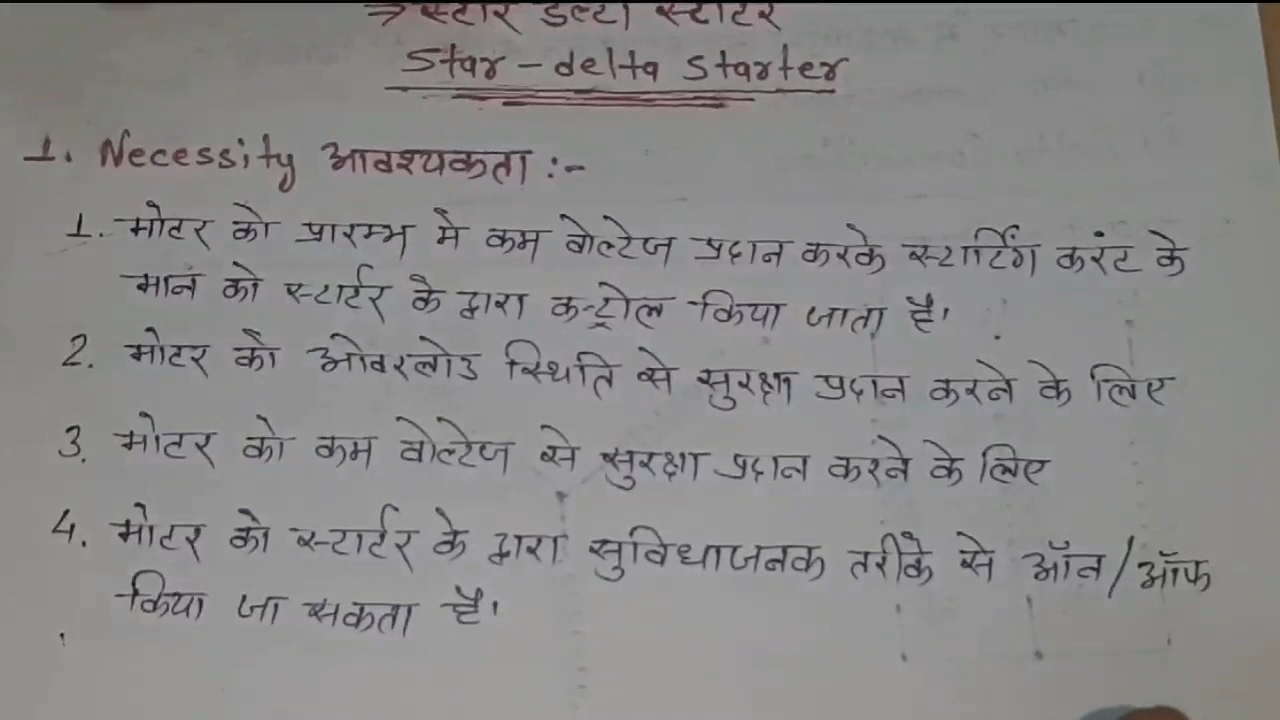 → स्टार डेल्टा स्टार्टर
Star-delta Starter
1. Necessity आवश्यकता :-
1. मोटर को प्रारम्भ मे कम वोल्टेज प्रदान करके स्टार्टिंग करंट के
मान को स्टार्टर के द्वारा कन्ट्रोल किया जाता है।
2. मोटर को ओवरलोड स्थिति से सुरक्षा प्रदान करने के लिए
3. मोटर को कम वोल्टेज से सुरक्षा प्रदान करने के लिए
4. मोटर को स्टार्टर के द्वारा सुविधाजनक तरीके से ऑन/ऑफ
किया जा सकता है।